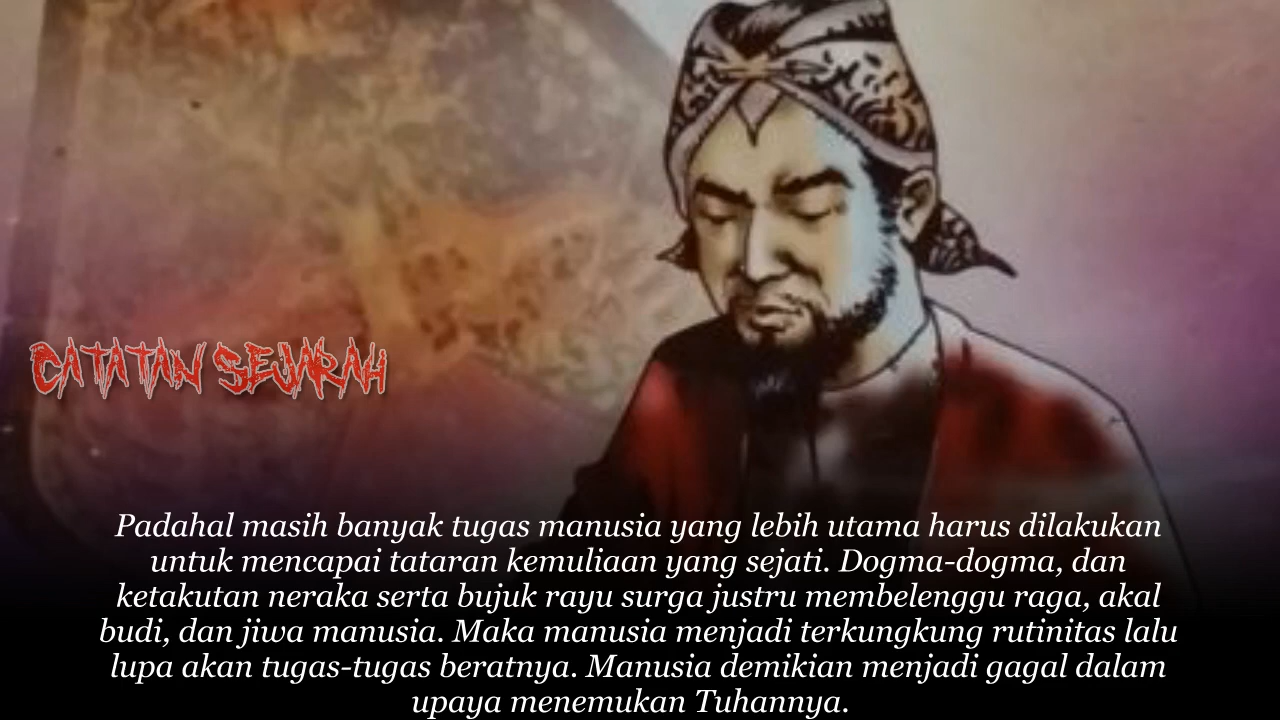 CATATAN SEJARAH
Padahal masih banyak tugas manusia yang lebih utama harus dilakukan
untuk mencapai tataran kemuliaan yang sejati. Dogma-dogma, dan
ketakutan neraka serta bujuk rayu surga justru membelenggu raga, akal
budi, dan jiwa manusia. Maka manusia menjadi terkungkung rutinitas lalu
lupa akan tugas-tugas beratnya. Manusia demikian menjadi gagal dalam
upaya menemukan Tuhannya.